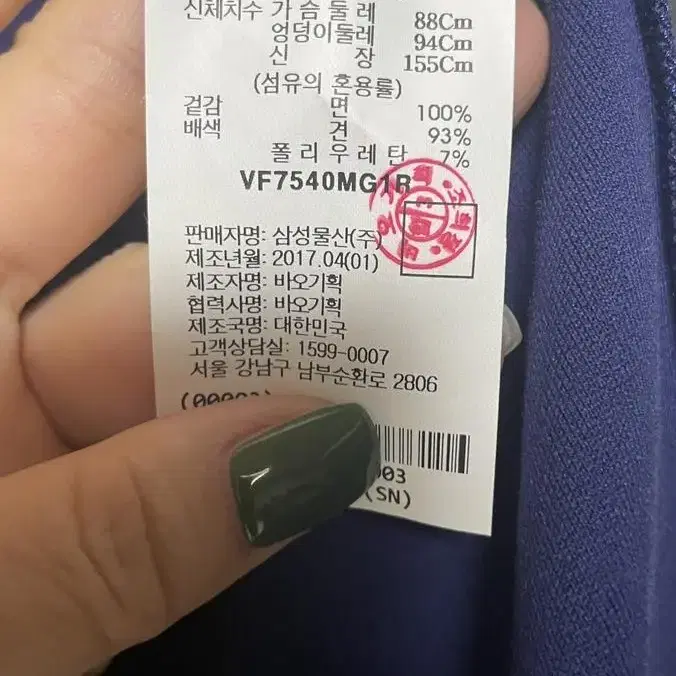 신체치수 가 슴 둘 레 88Cm
엉덩이둘레 94Cm
신 장 155Cm
(섬유의 혼용률)
겉감 면 100%
배색 견 93%
폴 리 우 레 탄 7%
VF7540MG1R
판매자명: 삼성물산(주)
제조년월: 2017.04(01)
제조자명: 바오기획
협력사명: 바오기획
제조국명: 대한민국
고객상담실: 1599-0007
서울 강남구 남부순환로 2806
(SN)